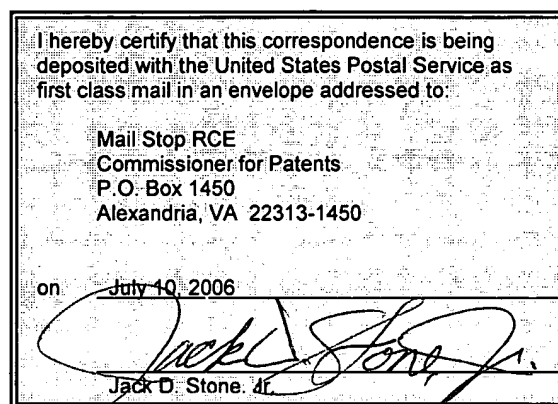 I hereby certify that this correspondence is being
deposited with the United States Postal Service as
first class mail in an envelope addressed to:
Mail Stop RCE
Commissioner for Patents
P.O. Box 1450
Alexandria, VA 22313-1450
on July 10, 2006
Jack D. Stone, Jr.
Jack D. Stone. Jr.